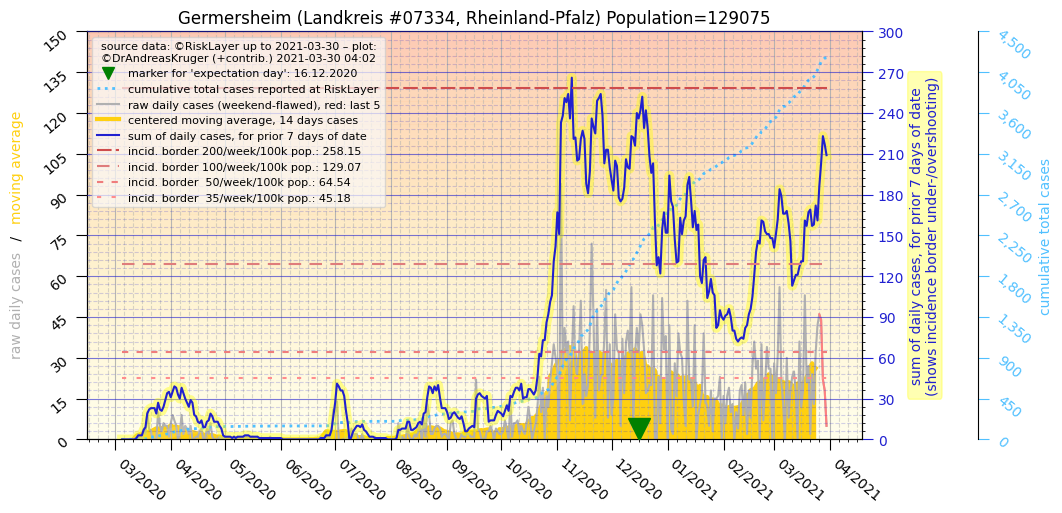 Germersheim (Landkreis #07334, Rheinland-Pfalz) Population=129075
source data: ©RiskLayer up to 2021-03-30 – plot:
©DrAndreasKruger (+contrib.) 2021-03-30 04:02
marker for 'expectation day': 16.12.2020
cumulative total cases reported at RiskLayer
raw daily cases (weekend-flawed), red: last 5
centered moving average, 14 days cases
sum of daily cases, for prior 7 days of date
incid. border 200/week/100k pop.: 258.15
incid. border 100/week/100k pop.: 129.07
incid. border  50/week/100k pop.: 64.54
incid. border  35/week/100k pop.: 45.18
raw daily cases / moving average
150
135
120
105
90
75
60
45
30
15
0
03/2020
04/2020
05/2020
06/2020
07/2020
08/2020
09/2020
10/2020
11/2020
12/2020
01/2021
02/2021
03/2021
04/2021
300
270
240
210
180
150
120
90
60
30
0
sum of daily cases, for prior 7 days of date
(shows incidence border under-/overshooting)
4,500
4,050
3,600
3,150
2,700
2,250
1,800
1,350
900
450
0
cumulative total cases